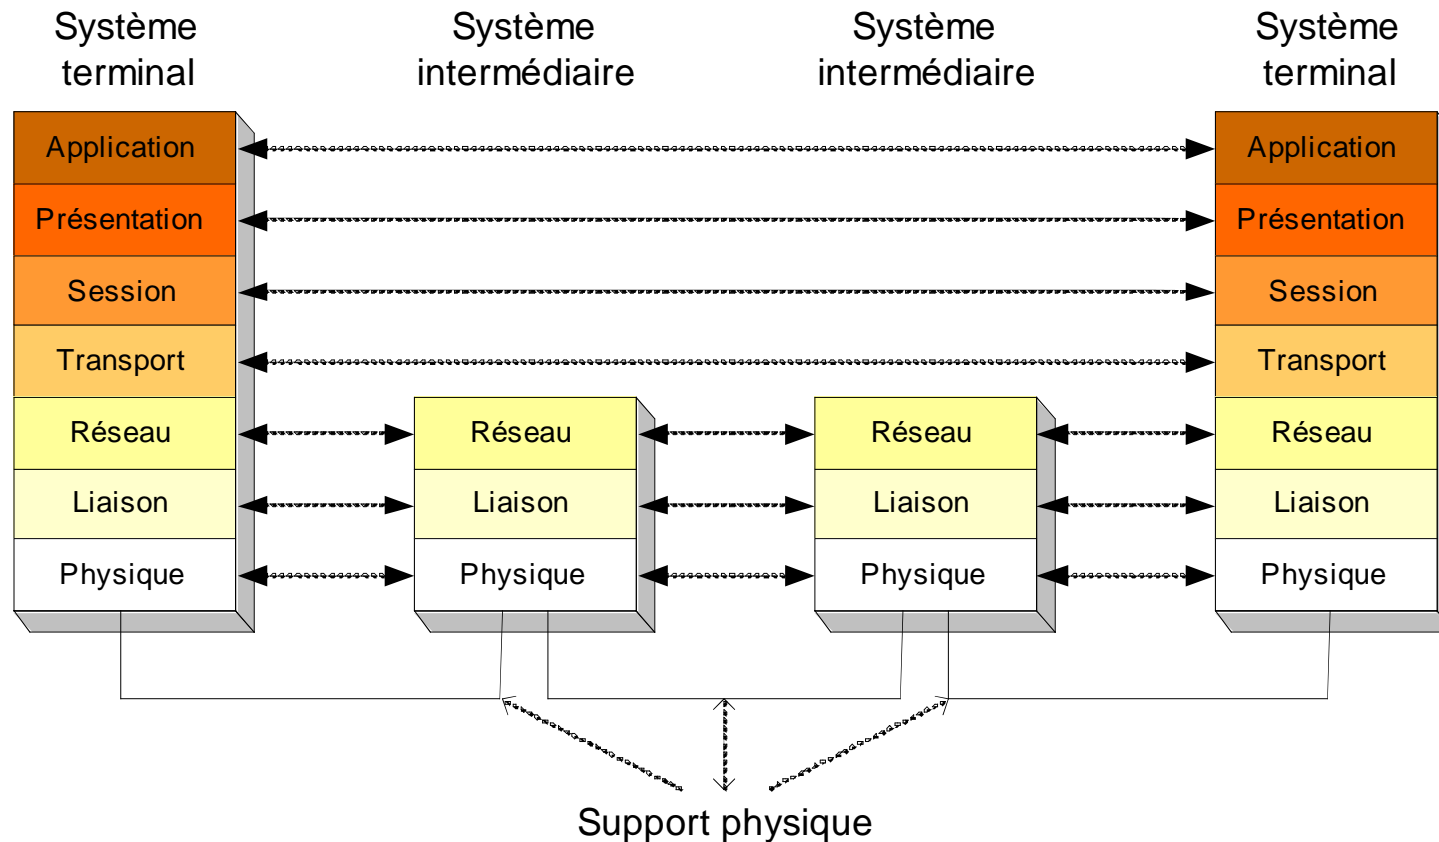 Système terminal
Système intermédiaire
Système intermédiaire
Système terminal
Application
Application
Présentation
Présentation
Session
Session
Transport
Transport
Réseau
Réseau
Réseau
Réseau
Liaison
Liaison
Liaison
Liaison
Physique
Physique
Physique
Physique
Support physique